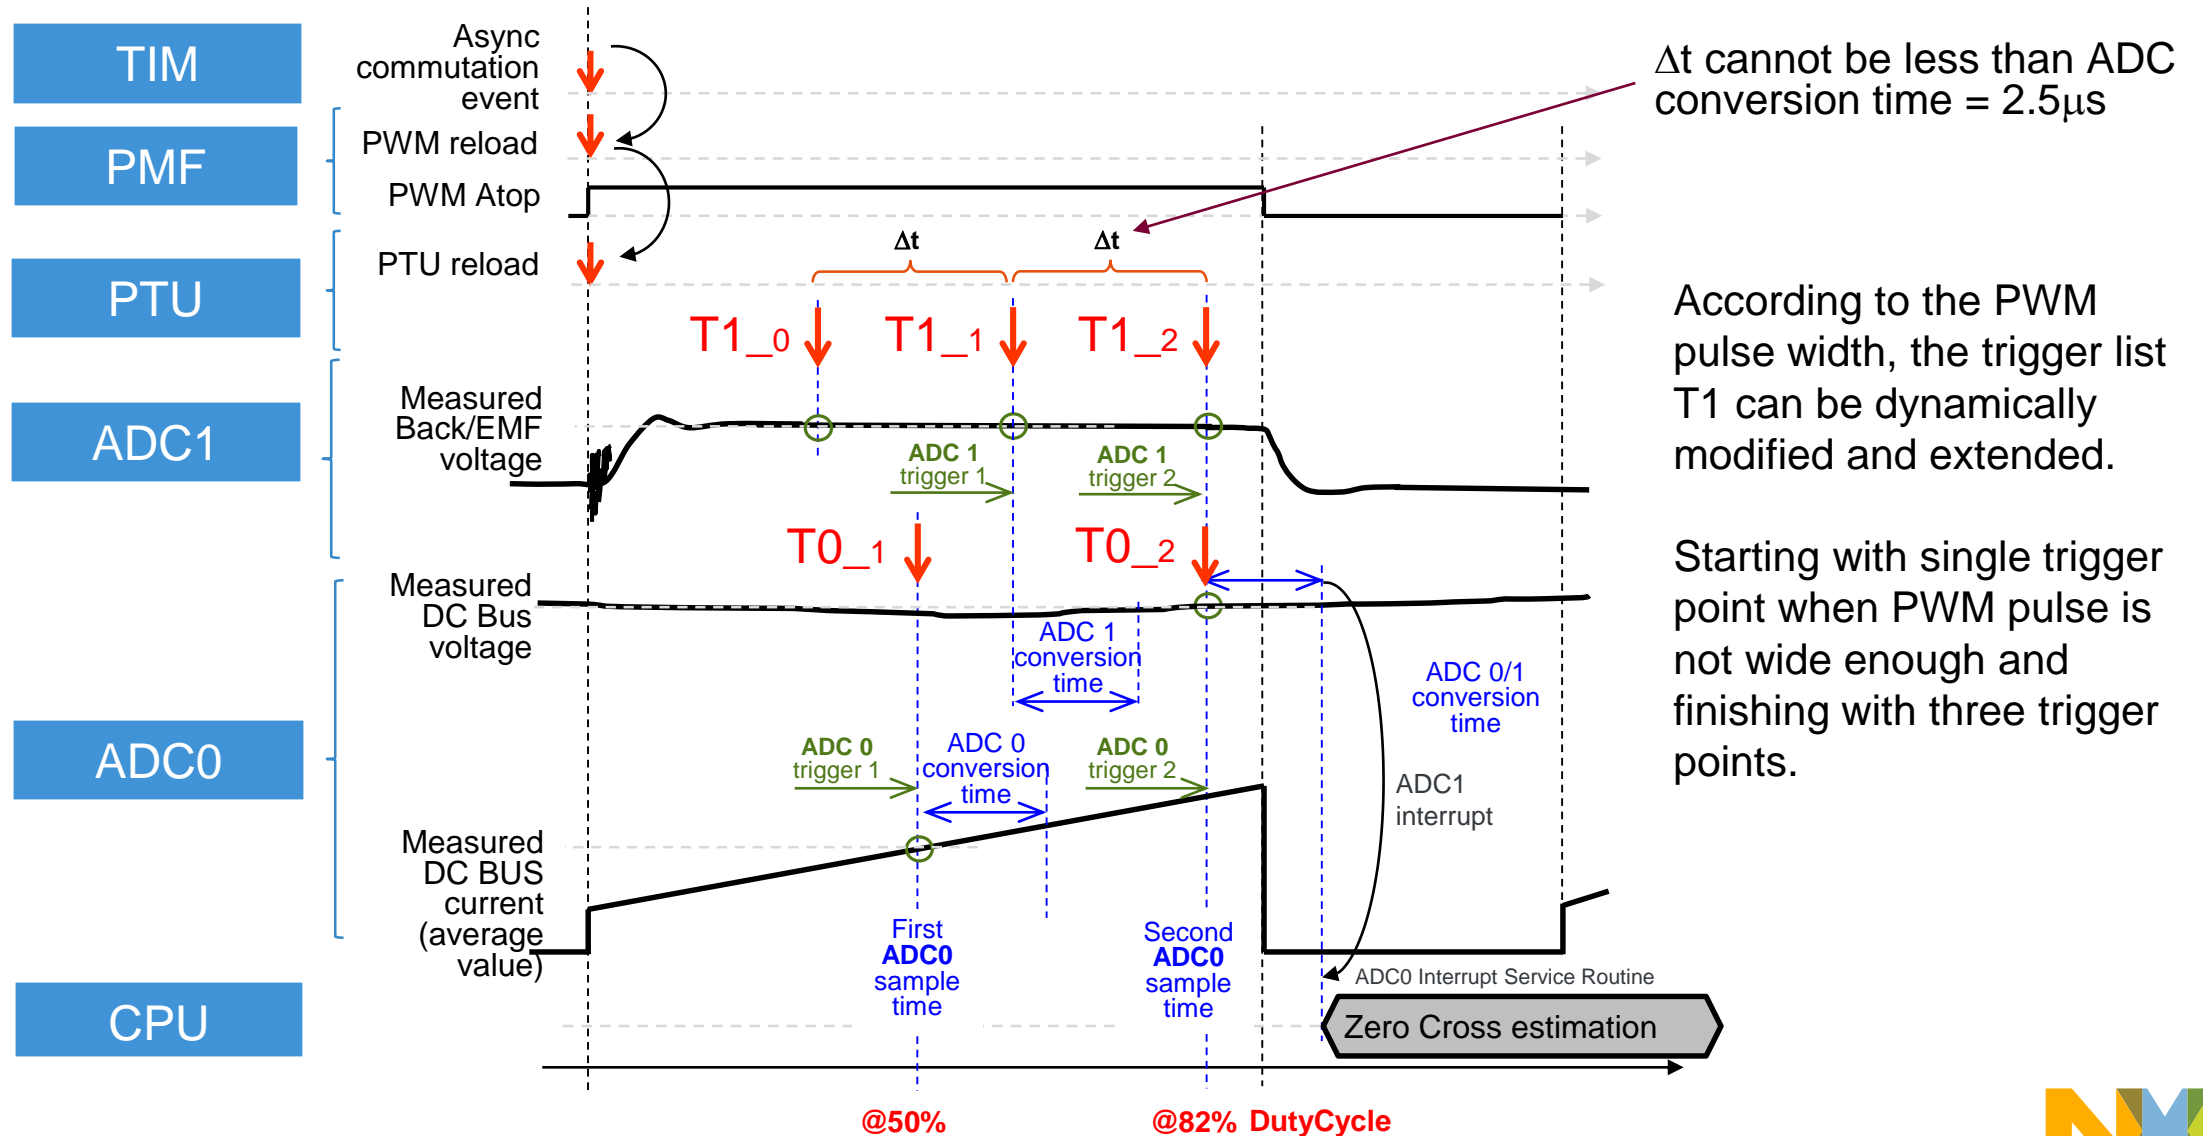 TIM
PMF
PTU
ADC1
ADC0
CPU
Async
commutation
event
PWM reload
PWM Atop
PTU reload
Δt
Δt
T1_0
T1_1
T1_2
Measured
Back/EMF
voltage
ADC 1
trigger 1
ADC 1
trigger 2
T0_1
T0_2
Measured
DC Bus
voltage
ADC 1
conversion
time
ADC 0/1
conversion
time
ADC 0
trigger 1
ADC 0
conversion
time
ADC 0
trigger 2
ADC1
interrupt
Measured
DC BUS
current
(average
value)
First
ADC0
sample
time
Second
ADC0
sample
time
ADC0 Interrupt Service Routine
Zero Cross estimation
@50%
@82% DutyCycle
Δt cannot be less than ADC
conversion time = 2.5μs
According to the PWM
pulse width, the trigger list
T1 can be dynamically
modified and extended.
Starting with single trigger
point when PWM pulse is
not wide enough and
finishing with three trigger
points.